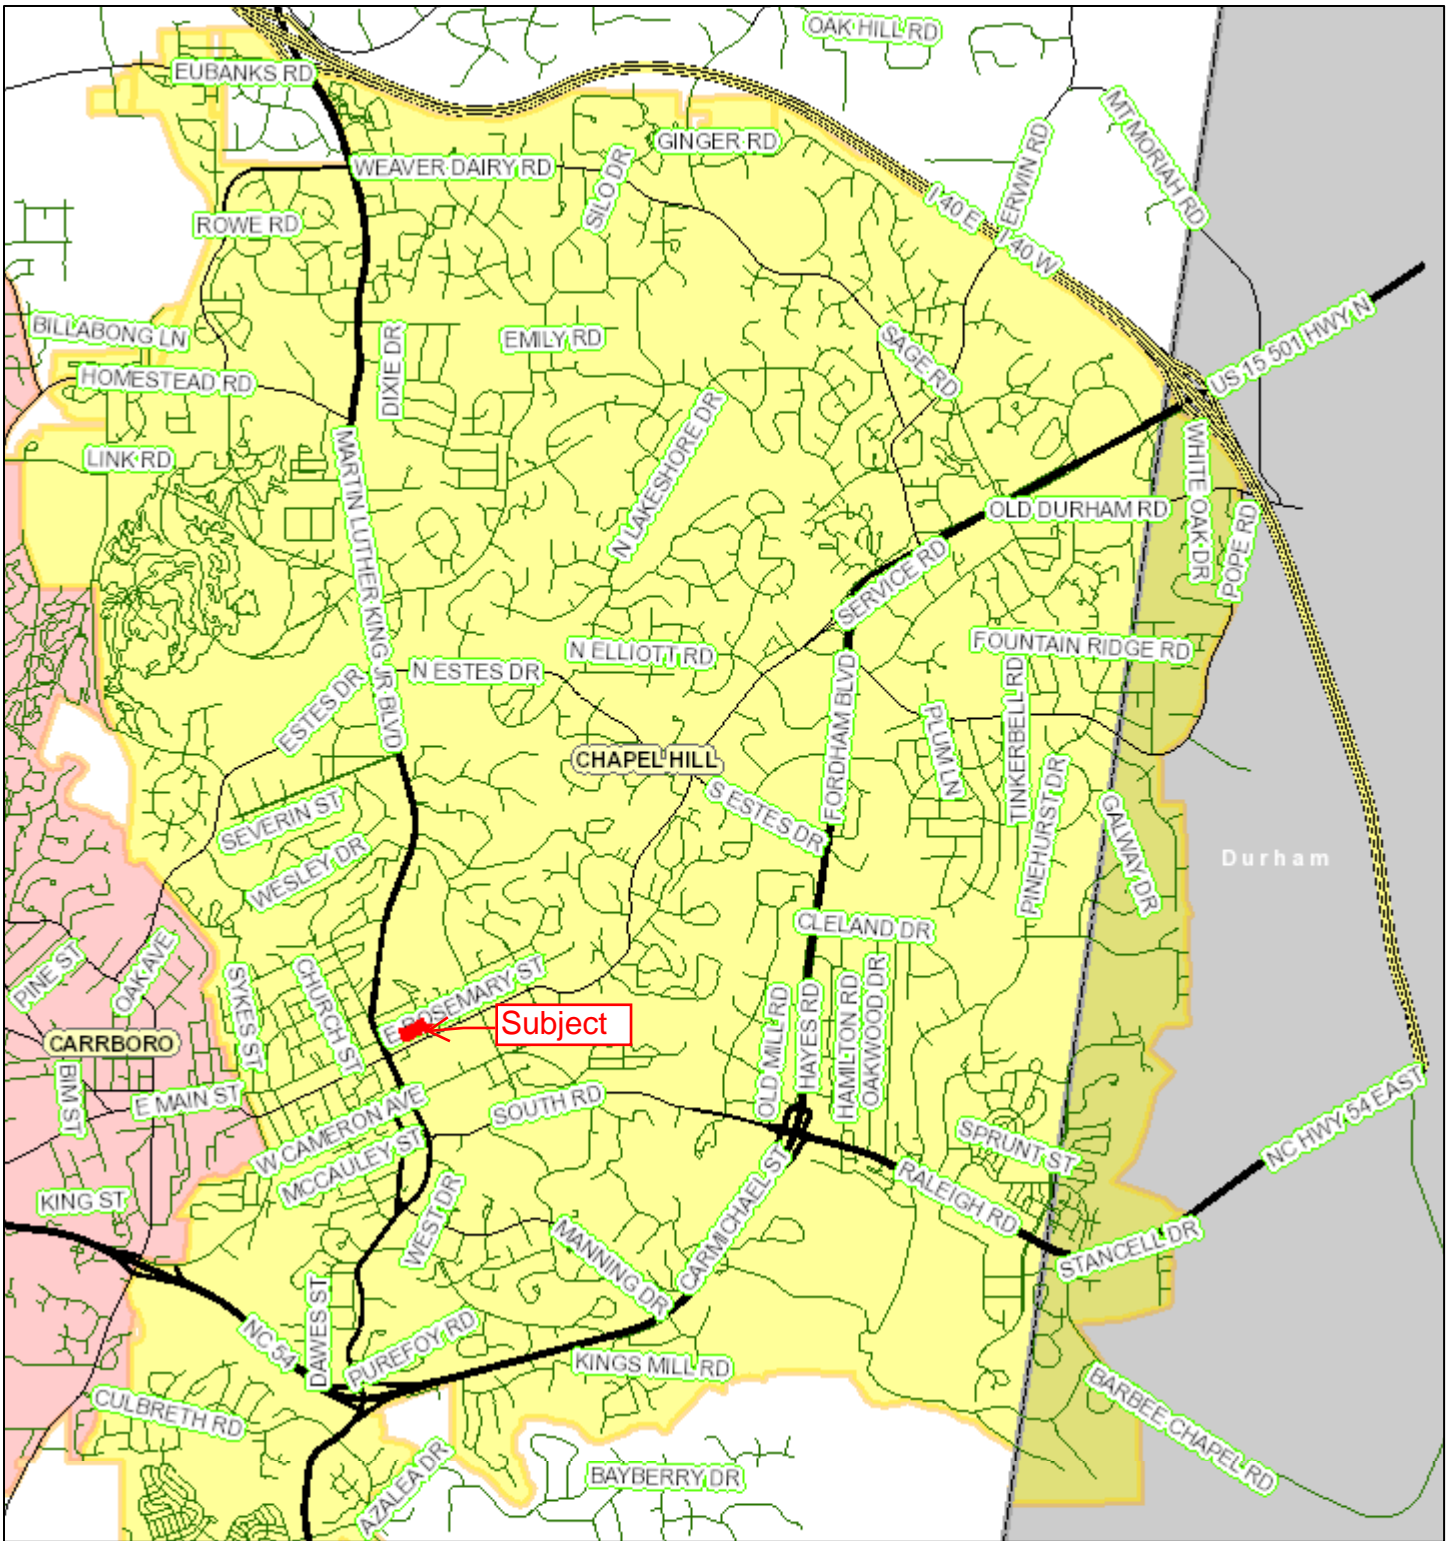 OAK HILL RD
EUBANKS RD
MT MORIAH RD
GINGER RD
ERWIN RD
WEAVER DAIRY RD
SILO DR
I 40 E
ROWE RD
I 40 W
BILLABONG LN
EMILY RD
DIXIE DR
SAGE RD
US 15 501 HWY N
HOMESTEAD RD
N LAKESHORE DR
LINK RD
MARTIN LUTHER KING JR BLVD
WHITE OAK DR
OLD DURHAM RD
POPE RD
SERVICE RD
FOUNTAIN RIDGE RD
N ELLIOTT RD
N ESTES DR
ESTES DR
FORDHAM BLVD
TINKERBELL RD
PLUM LN
CHAPEL HILL
S ESTES DR
PINEHURST DR
GALWAY DR
SEVERIN ST
Durham
WESLEY DR
CLELAND DR
PINE ST
OAK AVE
SYKES ST
CHURCH ST
E ROSEMARY ST
OLD MILL RD
HAYES RD
HAMILTON RD
OAKWOOD DR
Subject
CARRBORO
BIM ST
E MAIN ST
SOUTH RD
W CAMERON AVE
NC HWY 54 EAST
SPRUNT ST
MCCAULEY ST
KING ST
RALEIGH RD
WEST DR
CARMICHAEL ST
MANNING DR
STANCELL DR
NC 54
DAWES ST
PUREFOY RD
KINGS MILL RD
CULBRETH RD
BARBEE CHAPEL RD
AZALEA DR
BAYBERRY DR